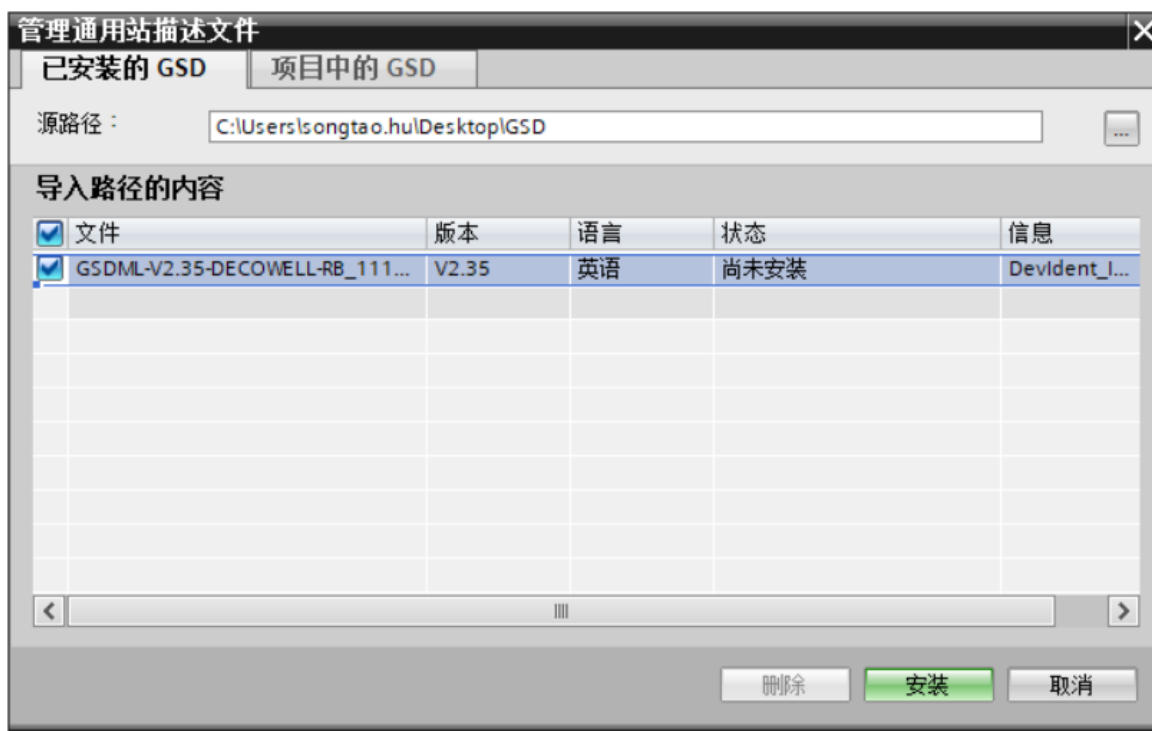 管理通用站描述文件
已安装的 GSD 项目中的 GSD
源路径： C:\Users\songtao.hu\Desktop\GSD ...
导入路径的内容
文件 版本 语言 状态 信息
GSDML-V2.35-DECOWELL-RB_111... V2.35 英语 尚未安装 DevIdent_I...
删除 安装 取消